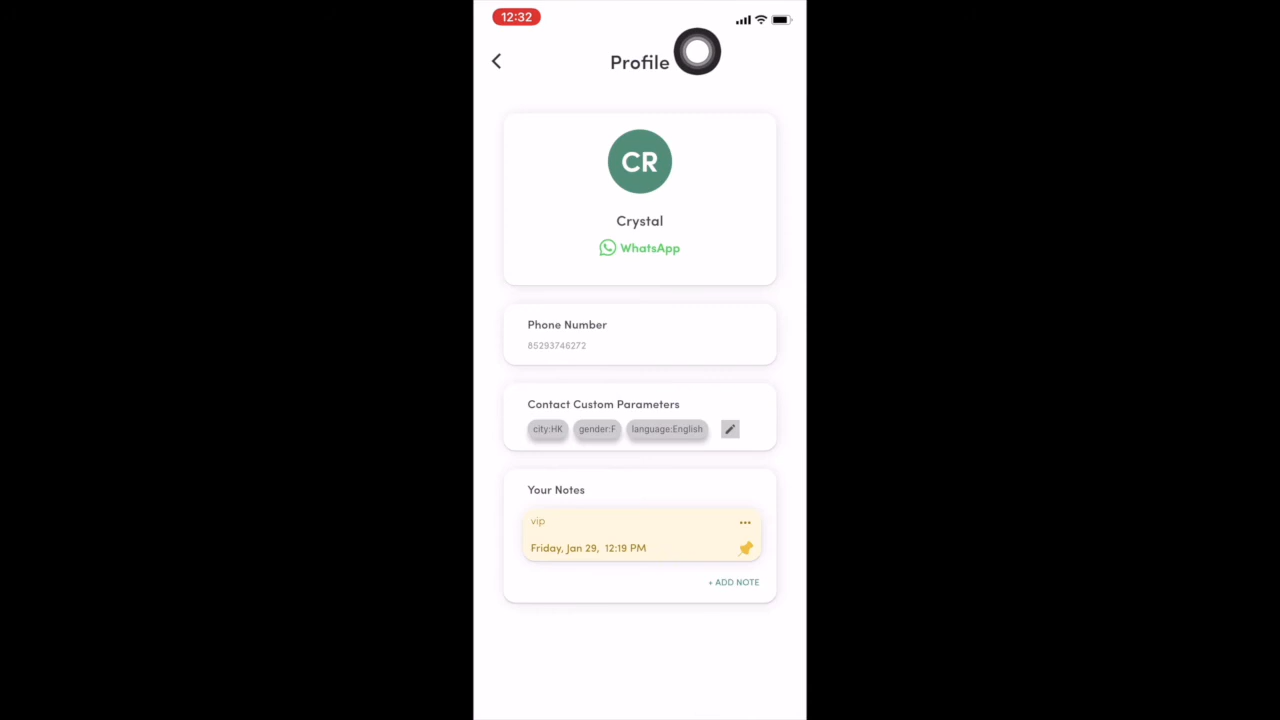 12:32
Profile
CR
Crystal
WhatsApp
Phone Number
85293746272
Contact Custom Parameters
city:HK gender:F language:English
Your Notes
vip
Friday, Jan 29, 12:19 PM
+ ADD NOTE